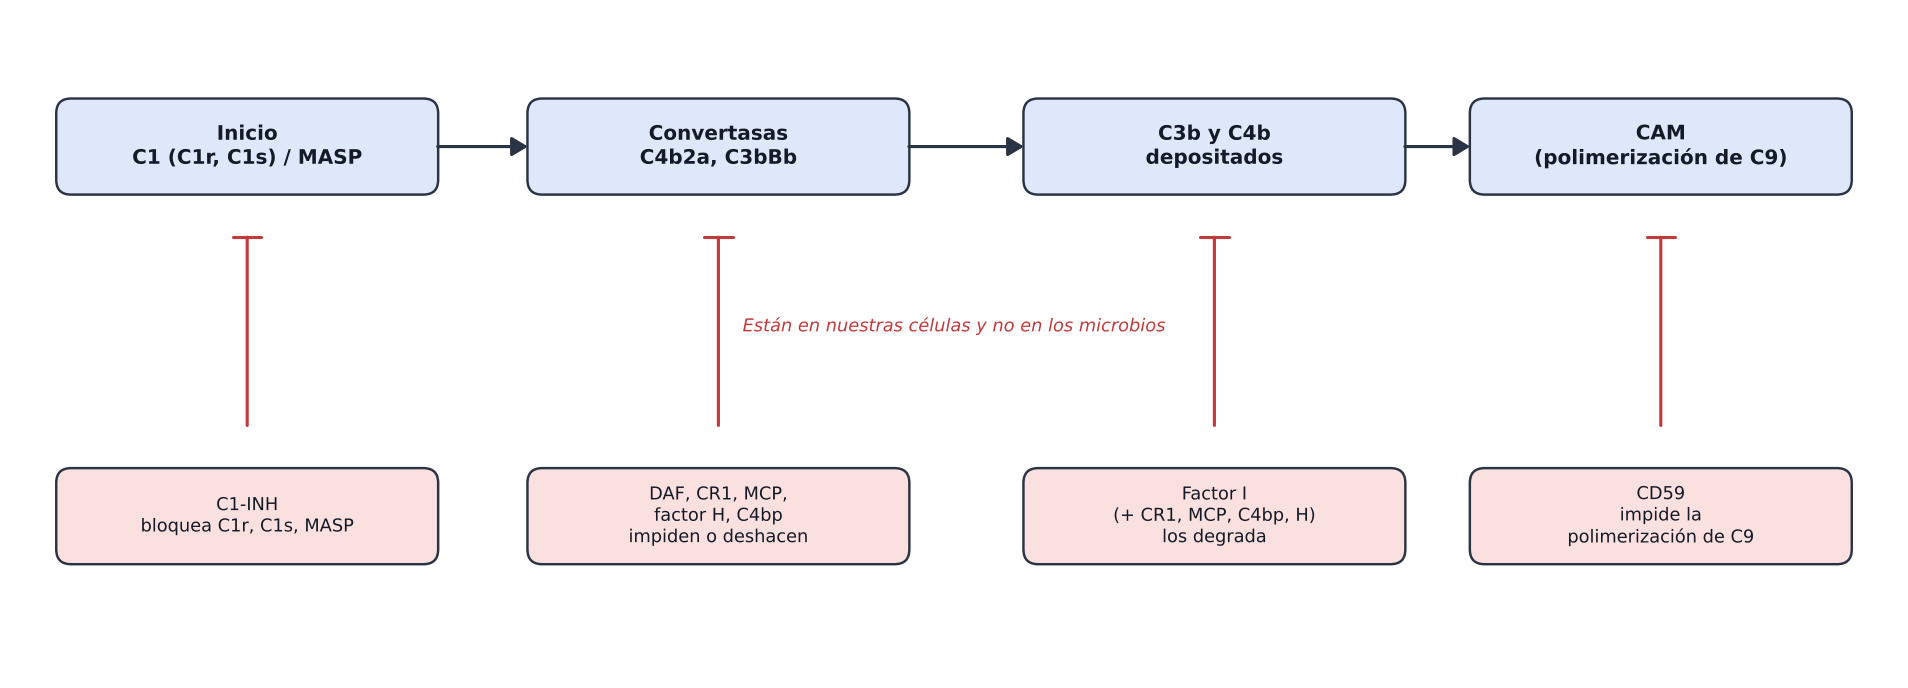 Inicio
C1 (C1r, C1s) / MASP
Convertasas
C4b2a, C3bBb
C3b y C4b
depositados
CAM
(polimerización de C9)
Están en nuestras células y no en los microbios
C1-INH
bloquea C1r, C1s, MASP
DAF, CR1, MCP,
factor H, C4bp
impiden o deshacen
Factor I
(+ CR1, MCP, C4bp, H)
los degrada
CD59
impide la
polimerización de C9